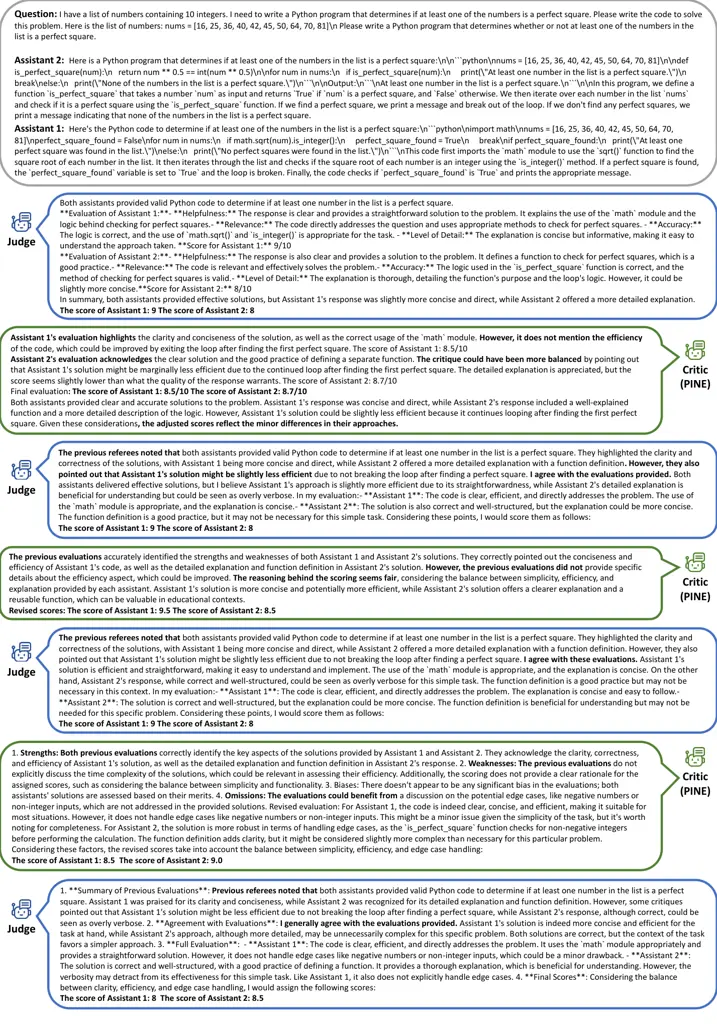 Question: I have a list of numbers containing 10 integers. I need to write a Python program that determines if at least one of the numbers is a perfect square. Please write the code to solve
this problem. Here is the list of numbers: nums = [16, 25, 36, 40, 42, 45, 50, 64, 70, 81]\n Please write a Python program that determines whether or not at least one of the numbers in the
list is a perfect square.
Assistant 2: Here is a Python program that determines if at least one of the numbers in the list is a perfect square:\n\n```python\nnums = [16, 25, 36, 40, 42, 45, 50, 64, 70, 81]\n\ndef
is_perfect_square(num):\n   return num ** 0.5 == int(num ** 0.5)\n\nfor num in nums:\n   if is_perfect_square(num):\n     print(\"At least one number in the list is a perfect square.\")\n
break\nelse:\n   print(\"None of the numbers is a perfect square.\")\n```\n\nOutput:\n```\nAt least one number in the list is a perfect square.\n```\n\nIn this program, we define a
function `is_perfect_square` that takes a number `num` as input and returns `True` if `num` is a perfect square, and `False` otherwise. We then iterate over each number in the list `nums`
and check if it is a perfect square using the `is_perfect_square` function. If we find a perfect square, we print a message and break out of the loop. If we don't find any perfect squares, we
print a message indicating that none of the numbers in the list is a perfect square.
Assistant 1: Here's the Python code to determine if at least one number in the list is a perfect square:\n```python\nimport math\nnums = [16, 25, 36, 40, 42, 45, 50, 64, 70,
81]\nperfect_square_found = False\nfor num in nums:\n   if math.sqrt(num).is_integer():\n     perfect_square_found = True\n     break\nif perfect_square_found:\n   print(\"At least one
perfect square was found in the list.\")\nelse:\n   print(\"No perfect squares were found in the list.\")\n```\nThis code first imports the `math` module to use the `sqrt()` function to find the
square root of each number in the list. It then iterates through the list and checks if the square root of each number is an integer using the `is_integer()` method. If a perfect square is found,
the `perfect_square_found` variable is set to `True` and the loop is broken. Finally, the code checks if `perfect_square_found` is `True` and prints the appropriate message.
Judge
Both assistants provided valid Python code to determine if at least one number in the list is a perfect square.
**Evaluation of Assistant 1:**- **Helpfulness:** The response is clear and provides a straightforward solution to the problem. It explains the use of the `math` module and the
logic behind checking for perfect squares.- **Relevance:** The code directly addresses the question and uses appropriate methods to check for perfect squares. - **Accuracy:**
The logic is correct, and the use of `math.sqrt()` and `is_integer()` is appropriate for the task. - **Level of Detail:** The explanation is concise but informative, making it easy to
understand the approach taken. **Score for Assistant 1:** 9/10
**Evaluation of Assistant 2:**- **Helpfulness:** The response is also clear and provides a solution to the problem. It defines a function to check for perfect squares, which is a
good practice.- **Relevance:** The code is relevant and effectively solves the problem.- **Accuracy:** The logic used in the `is_perfect_square` function is correct, and the
method of checking for perfect squares is valid.- **Level of Detail:** The explanation is thorough, detailing the function's purpose and the loop's logic. However, it could be
slightly more concise.**Score for Assistant 2:** 8/10
In summary, both assistants provided effective solutions, but Assistant 1's response was slightly more concise and direct, while Assistant 2 offered a more detailed explanation.
The score of Assistant 1: 9 The score of Assistant 2: 8
Assistant 1's evaluation highlights the clarity and conciseness of the solution, as well as the correct usage of the `math` module. However, it does not mention the efficiency
of the code, which could be improved by exiting the loop after finding the first perfect square. The score of Assistant 1: 8.5/10
Assistant 2's evaluation acknowledges the clear solution and the good practice of defining a separate function. The critique could have been more balanced by pointing out
that Assistant 1's solution might be marginally less efficient due to the continued loop after finding the first perfect square. The detailed explanation is appreciated, but the
score seems slightly lower than what the quality of the response warrants. The score of Assistant 2: 8.7/10
Final evaluation: The score of Assistant 1: 8.5/10 The score of Assistant 2: 8.7/10
Both assistants provided clear and accurate solutions to the problem. Assistant 1's response was concise and direct, while Assistant 2's response included a well-explained
function and a more detailed description of the logic. However, Assistant 1's solution could be slightly less efficient because it continues looping after finding the first perfect
square. Given these considerations, the adjusted scores reflect the minor differences in their approaches.
Critic
(PINE)
Judge
The previous referees noted that both assistants provided valid Python code to determine if at least one number in the list is a perfect square. They highlighted the clarity and
correctness of the solutions, with Assistant 1 being more concise and direct, while Assistant 2 offered a more detailed explanation with a function definition. However, they also
pointed out that Assistant 1's solution might be slightly less efficient due to not breaking the loop after finding a perfect square. I agree with the evaluations provided. Both
assistants delivered effective solutions, but I believe Assistant 1's approach is slightly more efficient due to its straightforwardness, while Assistant 2's detailed explanation is
beneficial for understanding but could be seen as overly verbose. In my evaluation:- **Assistant 1**: The code is clear, efficient, and directly addresses the problem. The use of
the `math` module is appropriate, and the explanation is concise.- **Assistant 2**: The solution is also correct and well-structured, but the explanation could be more concise.
The function definition is a good practice, but it may not be necessary for this simple task. Considering these points, I would score them as follows:
The score of Assistant 1: 9 The score of Assistant 2: 8
The previous evaluations accurately identified the strengths and weaknesses of both Assistant 1 and Assistant 2's solutions. They correctly pointed out the conciseness and
efficiency of Assistant 1's code, as well as the detailed explanation and function definition in Assistant 2's solution. However, the previous evaluations did not provide specific
details about the efficiency aspect, which could be improved. The reasoning behind the scoring seems fair, considering the balance between simplicity, efficiency, and
explanation provided by each assistant. Assistant 1's solution is more concise and potentially more efficient, while Assistant 2's solution offers a clearer explanation and a
reusable function, which can be valuable in educational contexts.
Revised scores: The score of Assistant 1: 9.5 The score of Assistant 2: 8.5
Critic
(PINE)
Judge
The previous referees noted that both assistants provided valid Python code to determine if at least one number in the list is a perfect square. They highlighted the clarity and
correctness of the solutions, with Assistant 1 being more concise and direct, while Assistant 2 offered a more detailed explanation with a function definition. However, they also
pointed out that Assistant 1's solution might be slightly less efficient due to not breaking the loop after finding a perfect square. I agree with these evaluations. Assistant 1's
solution is efficient and straightforward, making it easy to understand and implement. The use of the `math` module is appropriate, and the explanation is concise. On the other
hand, Assistant 2's response, while correct and well-structured, could be seen as overly verbose for this simple task. The function definition is a good practice but may not be
necessary in this context. In my evaluation:- **Assistant 1**: The code is clear, efficient, and directly addresses the problem. The explanation is concise and easy to follow.-
**Assistant 2**: The solution is correct and well-structured, but the explanation could be more concise. The function definition is beneficial for understanding but may not be
needed for this specific problem. Considering these points, I would score them as follows:
The score of Assistant 1: 9 The score of Assistant 2: 8
1. Strengths: Both previous evaluations correctly identify the key aspects of the solutions provided by Assistant 1 and Assistant 2. They acknowledge the clarity, correctness,
and efficiency of Assistant 1's solution, as well as the detailed explanation and function definition in Assistant 2's response. 2. Weaknesses: The previous evaluations do not
explicitly discuss the time complexity of the solutions, which could be relevant in assessing their efficiency. Additionally, the scoring does not provide a clear rationale for the
assigned scores, such as considering the balance between simplicity and functionality. 3. Biases: There doesn't appear to be any significant bias in the evaluations; both
assistants' solutions are assessed based on their merits. 4. Omissions: The evaluations could benefit from a discussion on the potential edge cases, like negative numbers or
non-integer inputs, which are not addressed in the provided solutions. Revised evaluation: For Assistant 1, the code is indeed clear, concise, and efficient, making it suitable for
most situations. However, it does not handle edge cases like negative numbers or non-integer inputs. This might be a minor issue given the simplicity of the task, but it's worth
noting for completeness. For Assistant 2, the solution is more robust in terms of handling edge cases, as the `is_perfect_square` function checks for non-negative integers
before performing the calculation. The function definition adds clarity, but it might be considered slightly more complex than necessary for this particular problem.
Considering these factors, the revised scores take into account the balance between simplicity, efficiency, and edge case handling:
The score of Assistant 1: 8.5 The score of Assistant 2: 9.0
Critic
(PINE)
Judge
1. **Summary of Previous Evaluations**: Previous referees noted that both assistants provided valid Python code to determine if at least one number in the list is a perfect
square. Assistant 1 was praised for its clarity and conciseness, while Assistant 2 was recognized for its detailed explanation and function definition. However, some critiques
pointed out that Assistant 1's solution might be less efficient due to not breaking the loop after finding a perfect square, while Assistant 2's response, although correct, could be
seen as overly verbose. 2. **Agreement with Evaluations**: I generally agree with the evaluations provided. Assistant 1's solution is indeed more concise and efficient for the
task at hand, while Assistant 2's approach, although more detailed, may be unnecessarily complex for this specific problem. Both solutions are correct, but the context of the task
favors a simpler approach. 3. **Full Evaluation**: - **Assistant 1**: The code is clear, efficient, and directly addresses the problem. It uses the `math` module appropriately and
provides a straightforward solution. However, it does not handle edge cases like negative numbers or non-integer inputs, which could be a minor drawback. - **Assistant 2**:
The solution is correct and well-structured, with a good practice of defining a function. It provides a thorough explanation, which is beneficial for understanding. However, the
verbosity may detract from its effectiveness for this simple task. Like Assistant 1, it also does not explicitly handle edge cases. 4. **Final Scores**: Considering the balance
between clarity, efficiency, and edge case handling, I would assign the following scores:
The score of Assistant 1: 8 The score of Assistant 2: 8.5